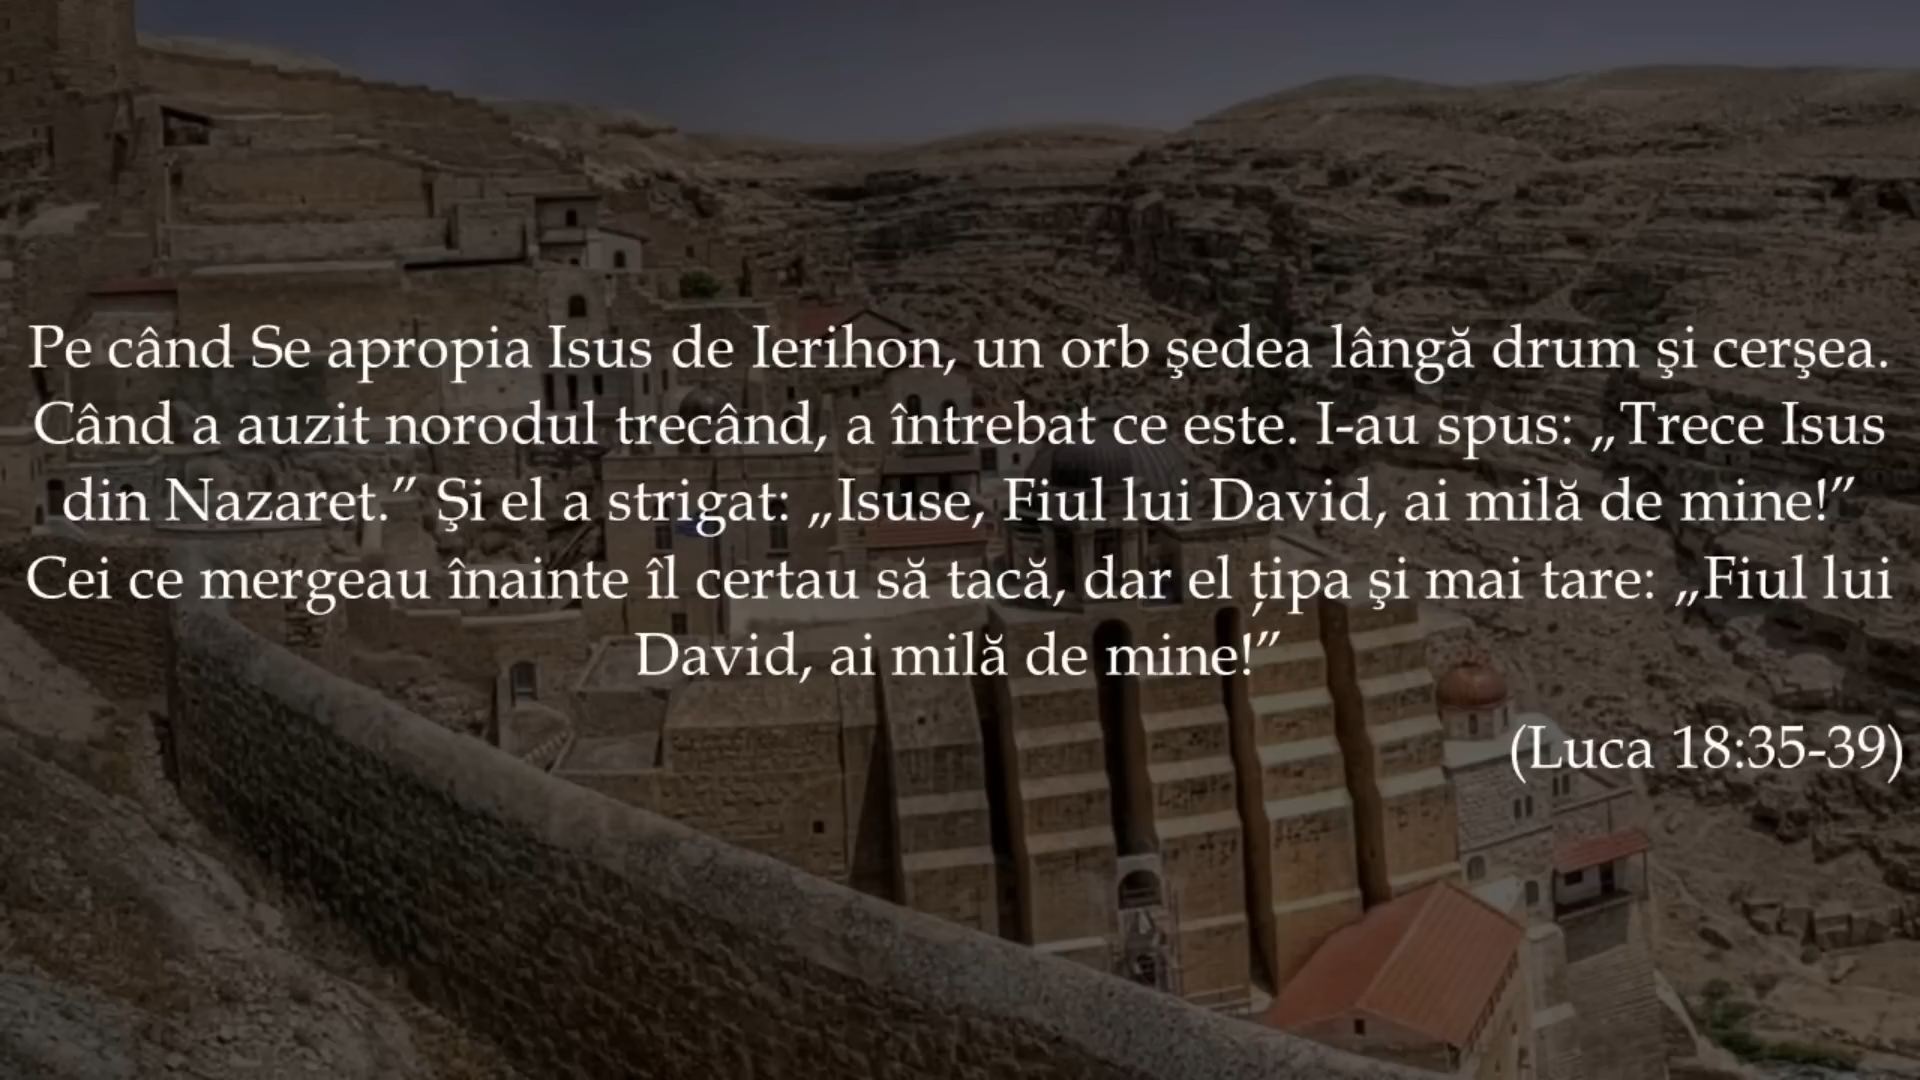 Pe când Se apropia Isus de Ierihon, un orb şedea lângă drum şi cerşea.
Când a auzit norodul trecând, a întrebat ce este. I-au spus: „Trece Isus
din Nazaret.” Şi el a strigat: „Isuse, Fiul lui David, ai milă de mine!”
Cei ce mergeau înainte îl certau să tacă, dar el ţipa şi mai tare: „Fiul lui
David, ai milă de mine!”
(Luca 18:35-39)